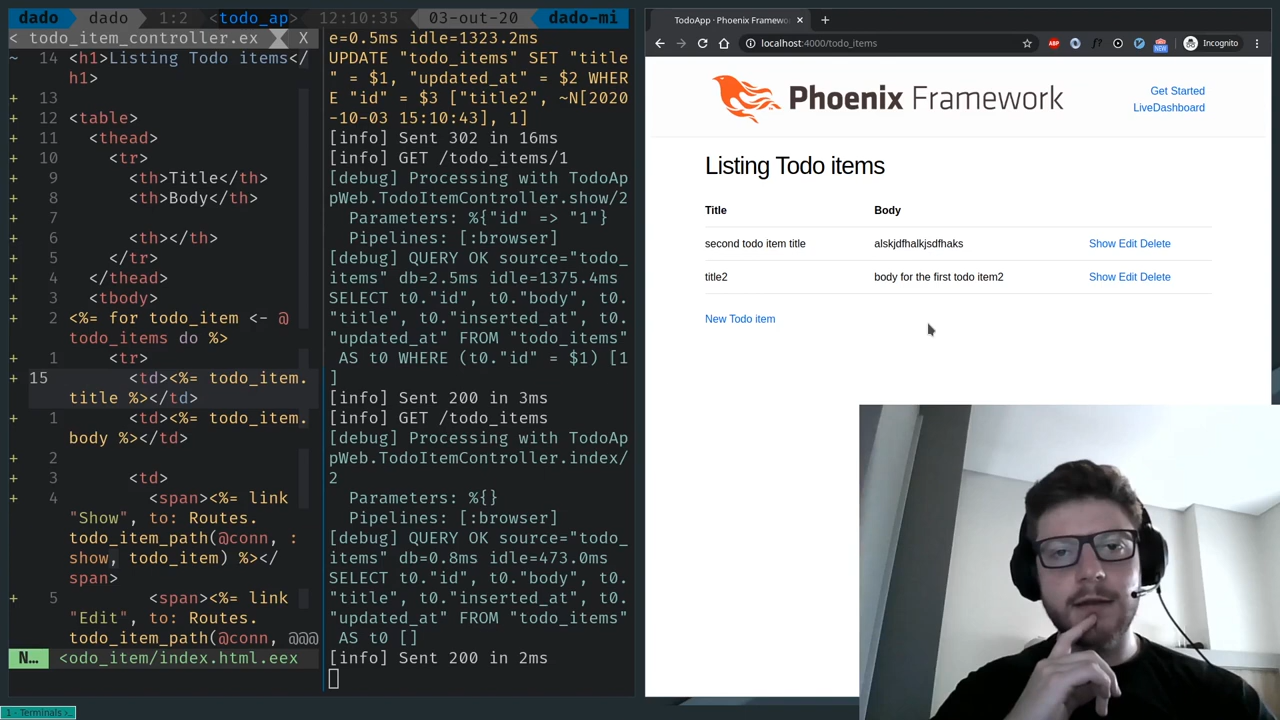 dado dado 1:2 <todo_ap 12:10:35 03-out-20 dado-mi
< todo_item_controller.ex X
~ 14 <h1>Listing Todo items</
h1>
+ 13
+ 12 <table>
+ 11 <thead>
+ 10 <tr>
+ 9 <th>Title</th>
+ 8 <th>Body</th>
+ 7
+ 6 <th></th>
+ 5 </tr>
+ 4 </thead>
+ 3 <tbody>
+ 2 <%= for todo_item <- @
todo_items do %>
+ 1 <tr>
+ 15 <td><%= todo_item.
title %></td>
+ 1 <td><%= todo_item.
body %></td>
+ 2
+ 3 <td>
+ 4 <span><%= link
"Show", to: Routes.
todo_item_path(@conn, :
show, todo_item) %></
span>
+ 5 <span><%= link
"Edit", to: Routes.
todo_item_path(@conn, @@@
N… <odo_item/index.html.eex
e=0.5ms idle=1323.2ms
UPDATE "todo_items" SET "title
" = $1, "updated_at" = $2 WHER
E "id" = $3 ["title2", ~N[2020
-10-03 15:10:43], 1]
[info] Sent 302 in 16ms
[info] GET /todo_items/1
[debug] Processing with TodoAp
pWeb.TodoItemController.show/2
Parameters: %{"id" => "1"}
Pipelines: [:browser]
[debug] QUERY OK source="todo_
items" db=2.5ms idle=1375.4ms
SELECT t0."id", t0."body", t0.
"title", t0."inserted_at", t0.
"updated_at" FROM "todo_items"
AS t0 WHERE (t0."id" = $1) [1
]
[info] Sent 200 in 3ms
[info] GET /todo_items
[debug] Processing with TodoAp
pWeb.TodoItemController.index/
2
Parameters: %{}
Pipelines: [:browser]
[debug] QUERY OK source="todo_
items" db=0.8ms idle=473.0ms
SELECT t0."id", t0."body", t0.
"title", t0."inserted_at", t0.
"updated_at" FROM "todo_items"
AS t0 []
[info] Sent 200 in 2ms
TodoApp · Phoenix Framewo
localhost:4000/todo_items
ABP
NEW
Incognito
Phoenix Framework
Get Started
LiveDashboard
Listing Todo items
Title Body
second todo item title alskjdfhalkjsdfhaks Show Edit Delete
title2 body for the first todo item2 Show Edit Delete
New Todo item
1 - Terminals >_